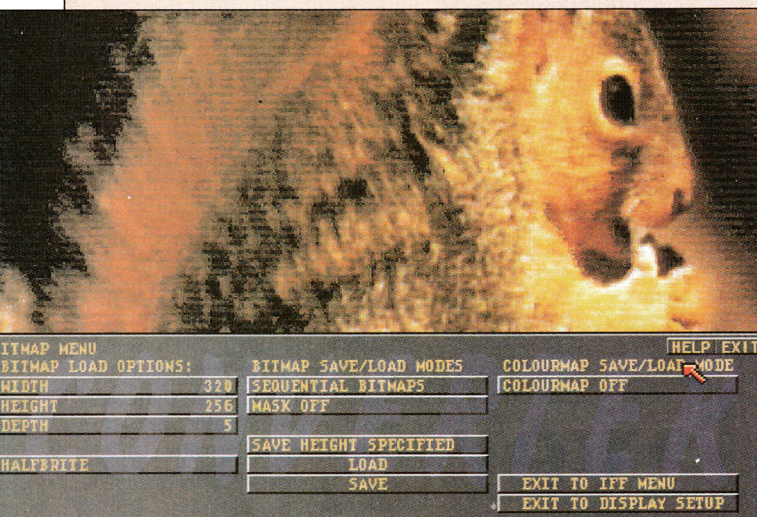 ITMAP MENU
HELP EXIT
BITMAP LOAD OPTIONS:
WIDTH 320
HEIGHT 256
DEPTH 5
HALFBRITE
BITMAP SAVE/LOAD MODES
SEQUENTIAL BITMAPS
MASK OFF
SAVE HEIGHT SPECIFIED
LOAD
SAVE
COLOURMAP SAVE/LOAD MODE
COLOURMAP OFF
EXIT TO IFF MENU
EXIT TO DISPLAY SETUP